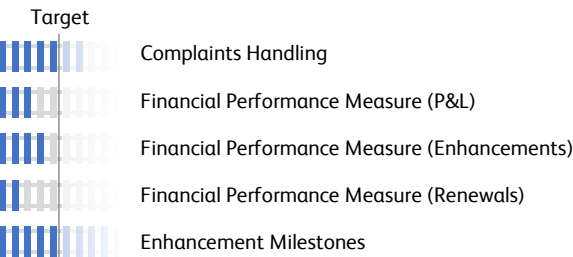 Target
Complaints Handling
Financial Performance Measure (P&L)
Financial Performance Measure (Enhancements)
Financial Performance Measure (Renewals)
Enhancement Milestones